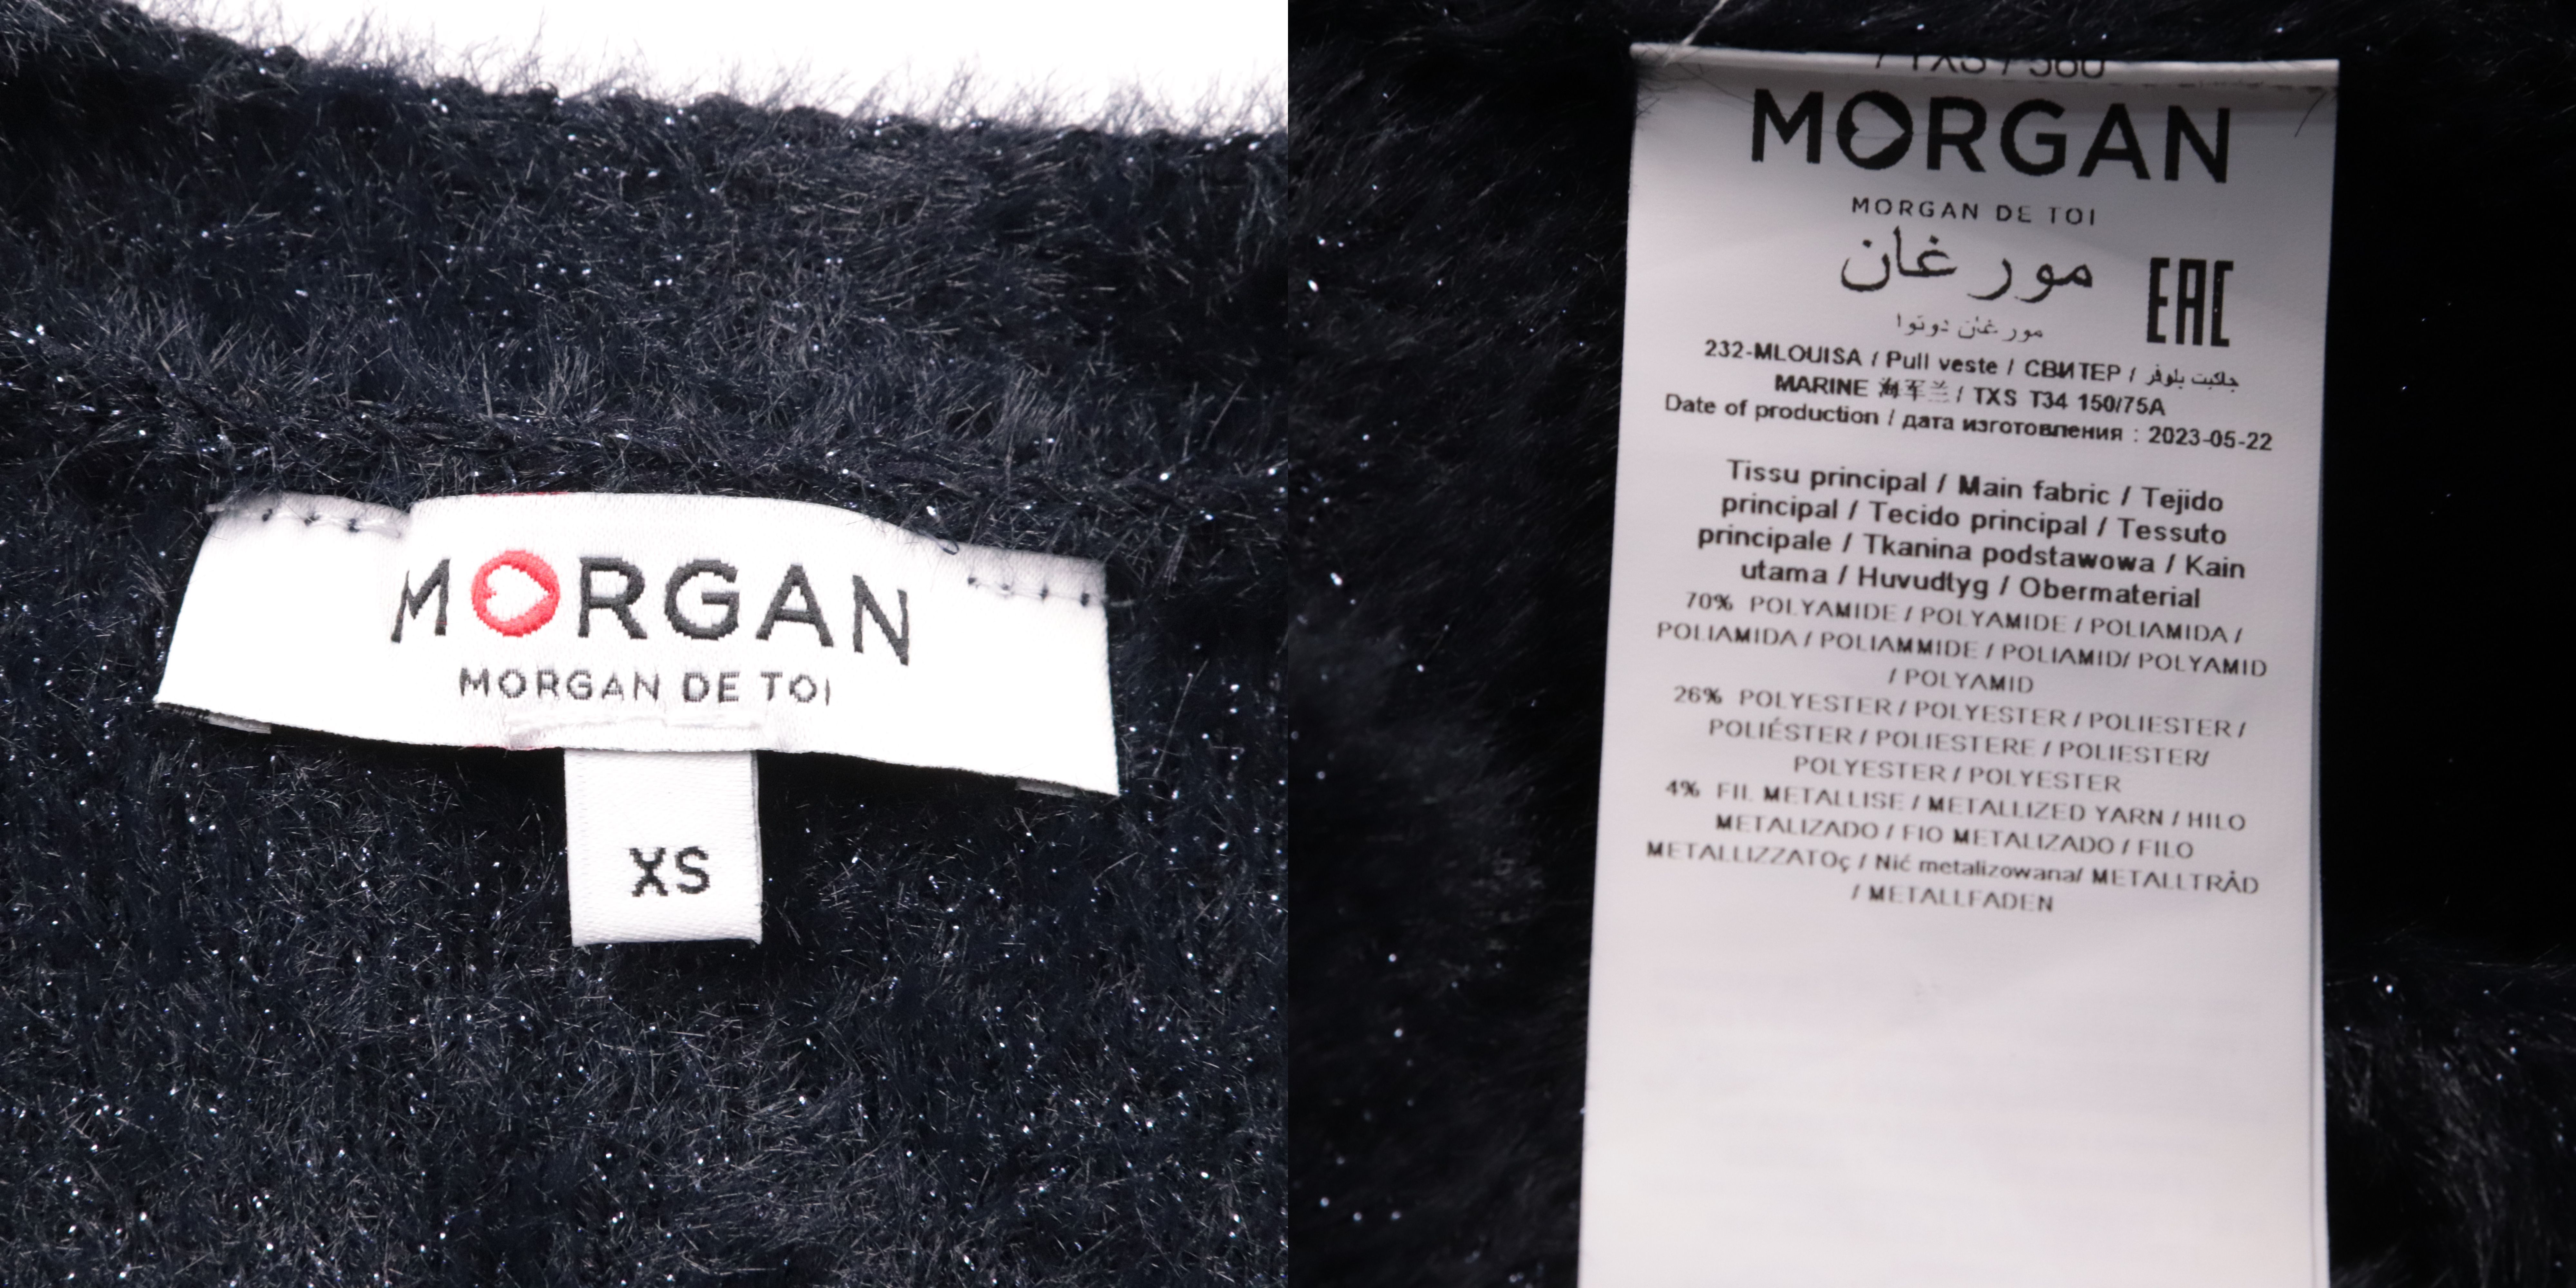 MORGAN
MORGAN DE TOI
XS
/ TXS / 560
MORGAN
MORGAN DE TOI
مورغان
EAC
مورغان دوتوا
232-MLOUISA / Pull veste / СВИТЕР / جاكيت بلوفر
MARINE 海军兰 / TXS T34 150/75A
Date of production / дата изготовления : 2023-05-22
Tissu principal / Main fabric / Tejido
principal / Tecido principal / Tessuto
principale / Tkanina podstawowa / Kain
utama / Huvudtyg / Obermaterial
70% POLYAMIDE / POLYAMIDE / POLIAMIDA /
POLIAMIDA / POLIAMMIDE / POLIAMID/ POLYAMID
/ POLYAMID
26% POLYESTER / POLYESTER / POLIESTER /
POLIÉSTER / POLIESTERE / POLIESTER/
POLYESTER / POLYESTER
4% FIL METALLISE / METALLIZED YARN / HILO
METALIZADO / FIO METALIZADO / FILO
METALLIZZATOç / Nić metalizowana/ METALLTRÅD
/ METALLFADEN